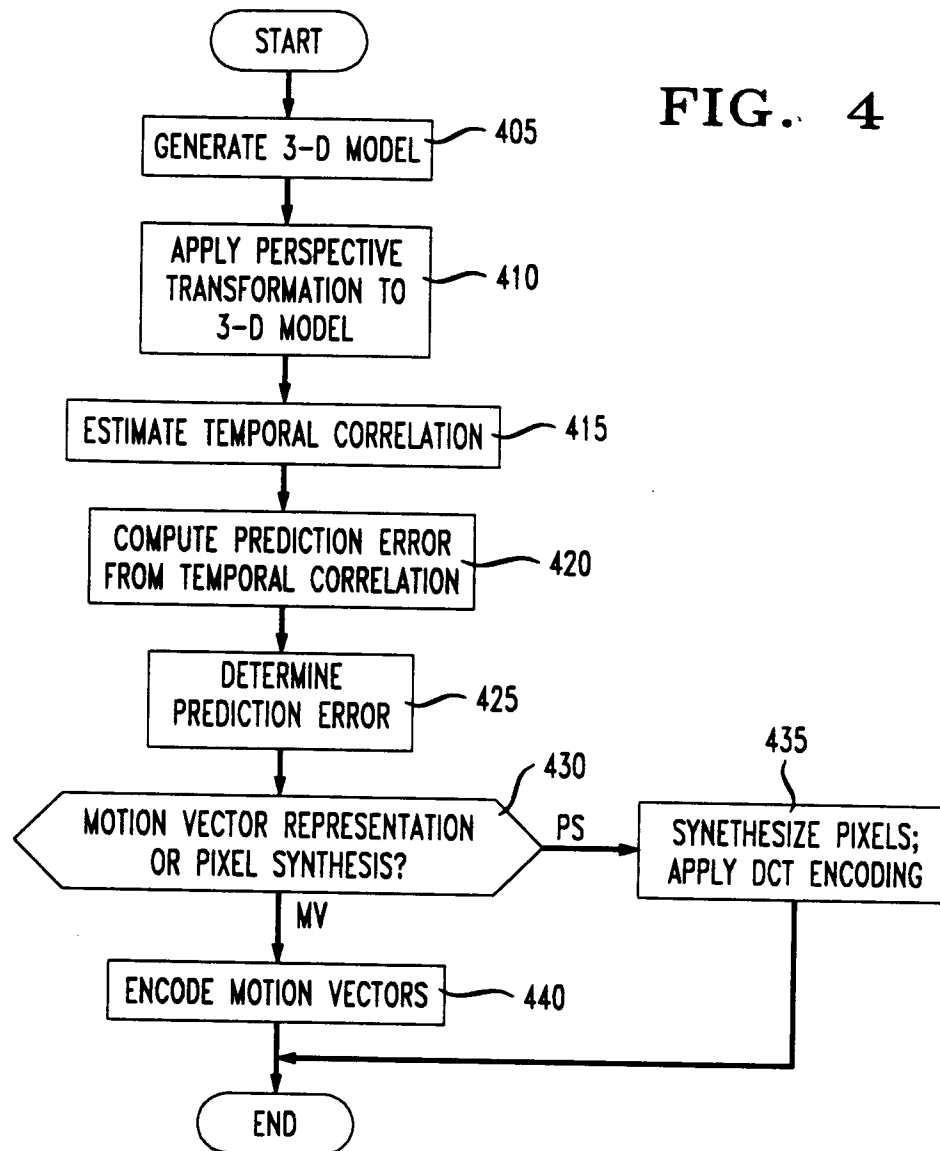 START
FIG. 4
GENERATE 3-D MODEL
405
APPLY PERSPECTIVE
TRANSFORMATION TO
3-D MODEL
410
ESTIMATE TEMPORAL CORRELATION
415
COMPUTE PREDICTION ERROR
FROM TEMPORAL CORRELATION
420
DETERMINE
PREDICTION ERROR
425
430
MOTION VECTOR REPRESENTATION
OR PIXEL SYNTHESIS?
PS
435
SYNETHESIZE PIXELS;
APPLY DCT ENCODING
MV
ENCODE MOTION VECTORS
440
END